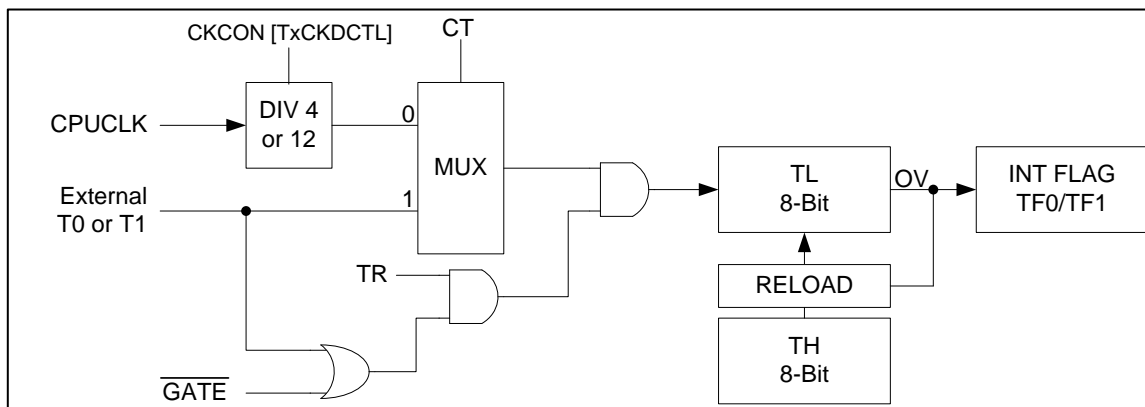 CKCON [TxCKDCTL]
CT
CPUCLK
DIV 4
or 12
0
MUX
External
T0 or T1
1
TL
8-Bit
OV
INT FLAG
TF0/TF1
TR
RELOAD
TH
8-Bit
GATE